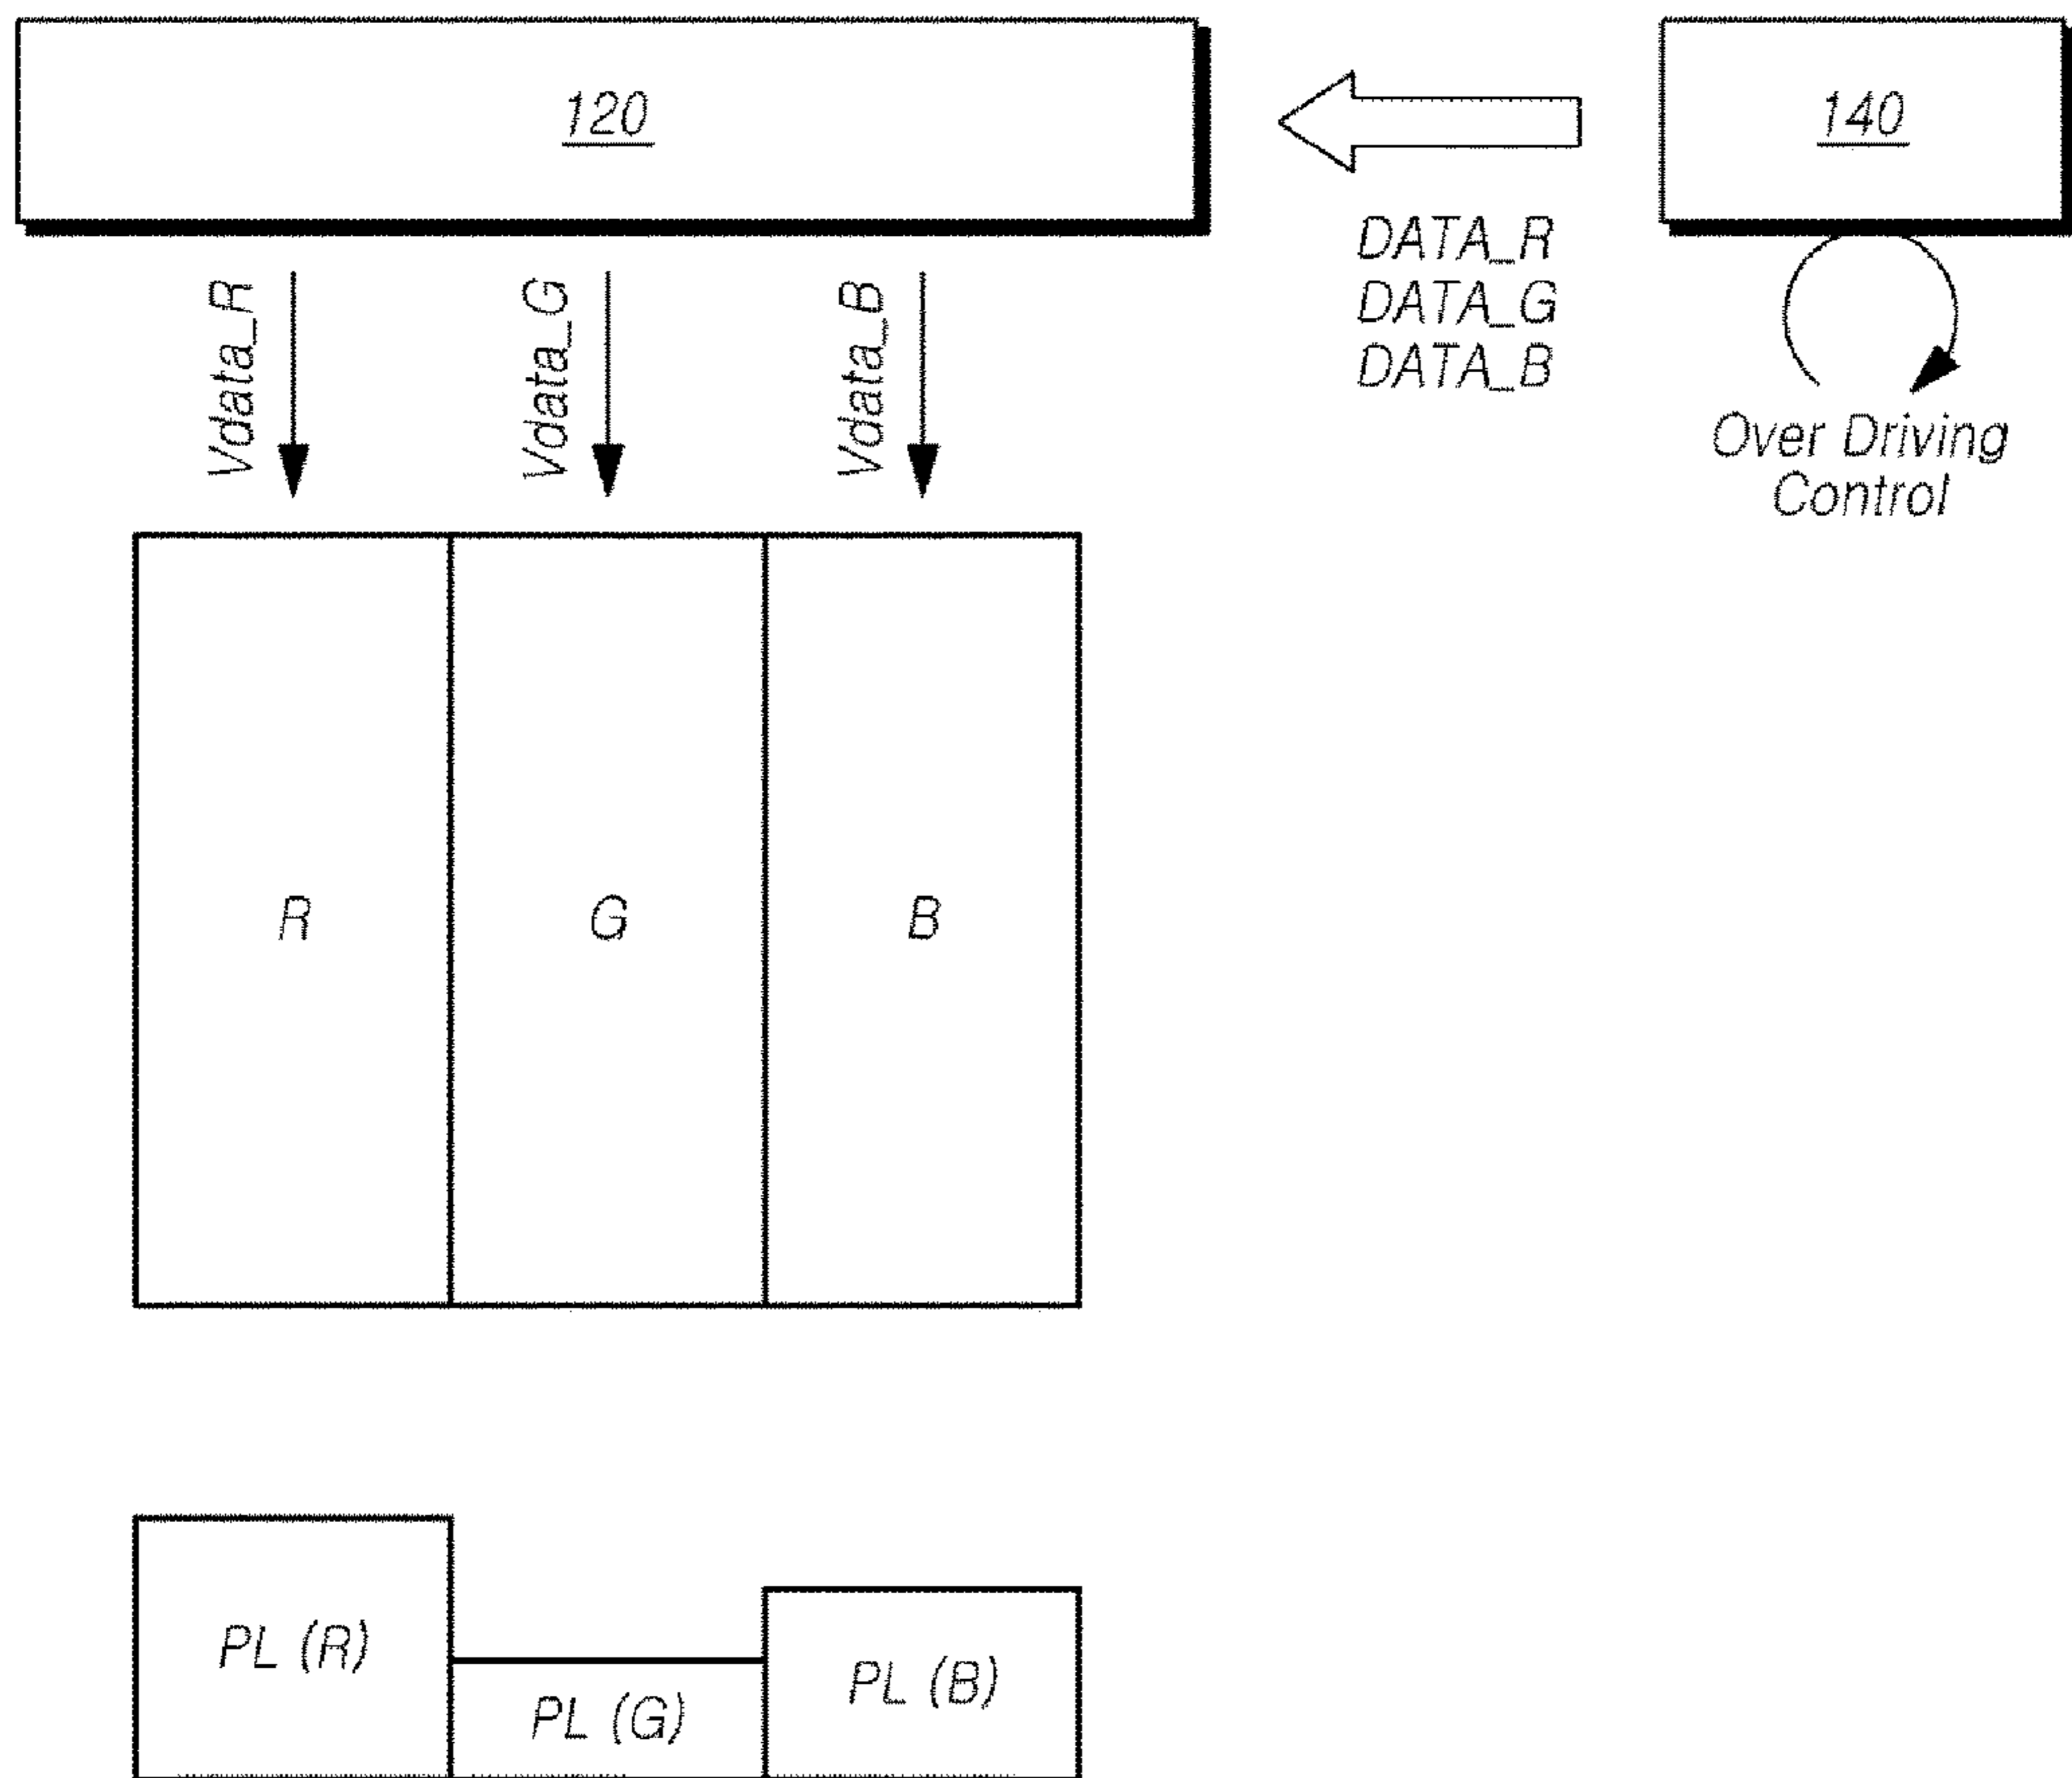 120
140
DATA_R
DATA_G
DATA_B
Vdata_R
Vdata_G
Vdata_B
Over Driving
Control
R
G
B
PL (R)
PL (G)
PL (B)